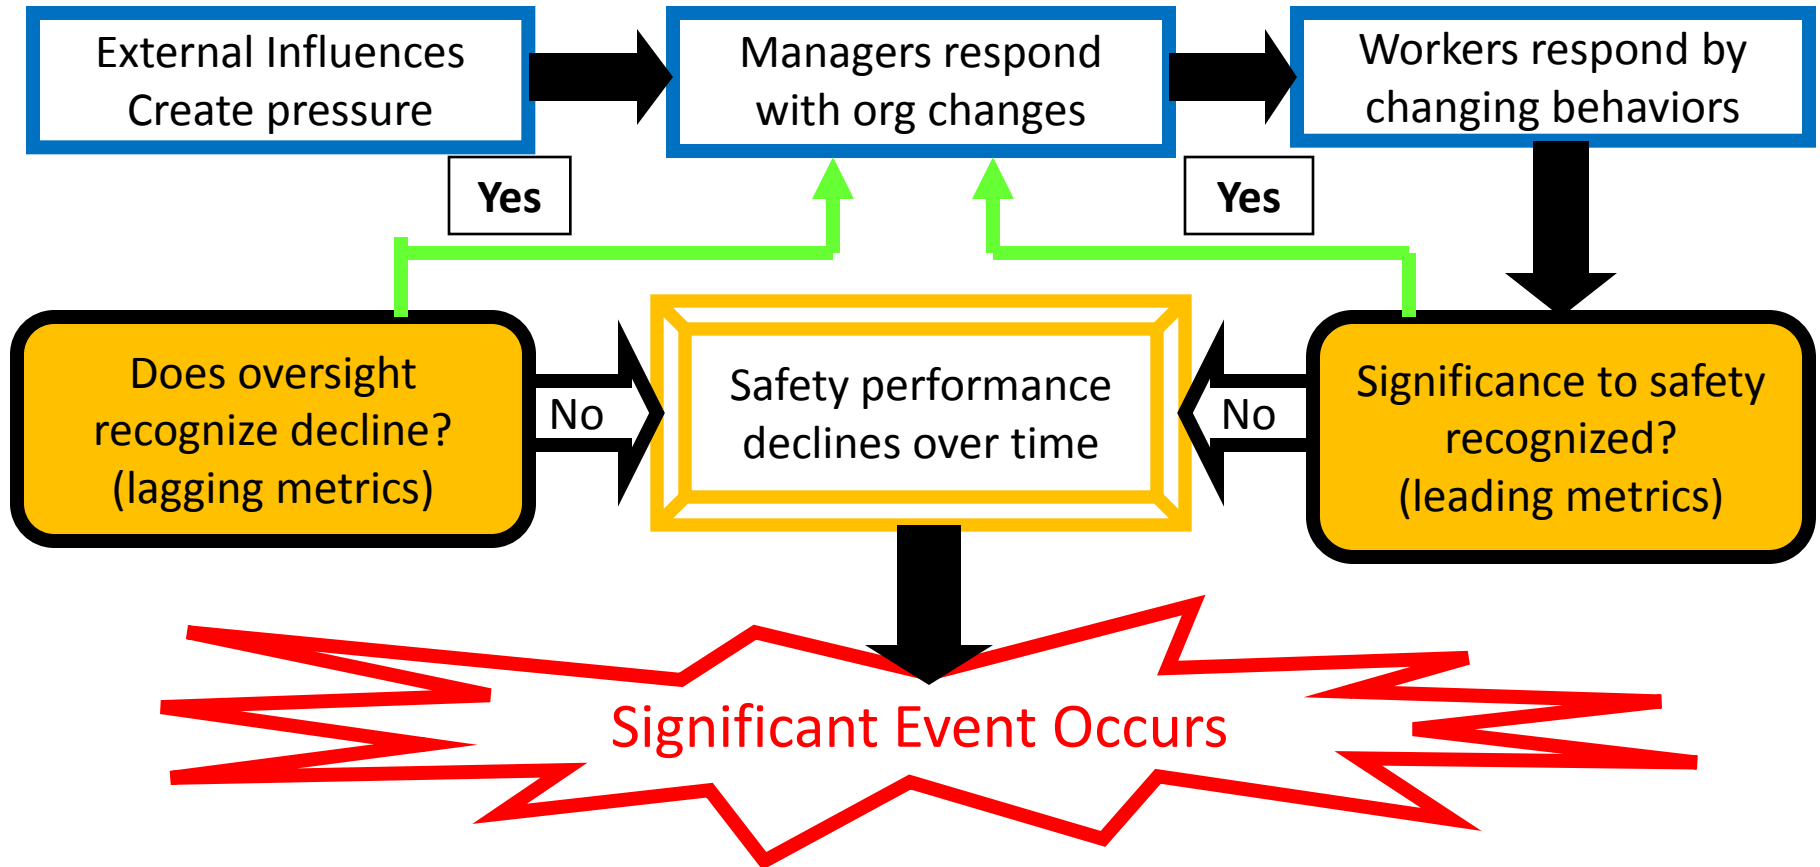 External Influences
Create pressure
Managers respond
with org changes
Workers respond by
changing behaviors
Yes
Yes
Does oversight
recognize decline?
(lagging metrics)
No
Safety performance
declines over time
No
Significance to safety
recognized?
(leading metrics)
Significant Event Occurs